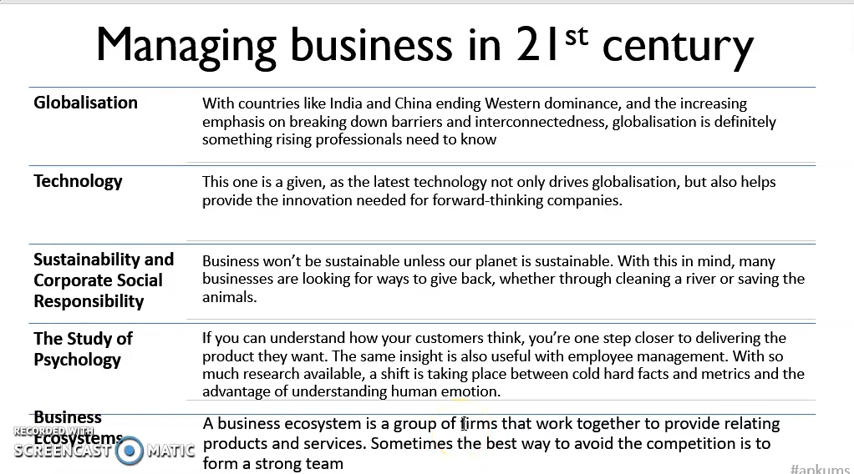 Managing business in 21st century
Globalisation
With countries like India and China ending Western dominance, and the increasing
emphasis on breaking down barriers and interconnectedness, globalisation is definitely
something rising professionals need to know
Technology
This one is a given, as the latest technology not only drives globalisation, but also helps
provide the innovation needed for forward-thinking companies.
Sustainability and
Corporate Social
Responsibility
Business won’t be sustainable unless our planet is sustainable. With this in mind, many
businesses are looking for ways to give back, whether through cleaning a river or saving the
animals.
The Study of
Psychology
If you can understand how your customers think, you’re one step closer to delivering the
product they want. The same insight is also useful with employee management. With so
much research available, a shift is taking place between cold hard facts and metrics and the
advantage of understanding human emotion.
Business
Ecosystems
A business ecosystem is a group of firms that work together to provide relating
products and services. Sometimes the best way to avoid the competition is to
form a strong team
RECORDED WITH
SCREENCAST MATIC
#apkums